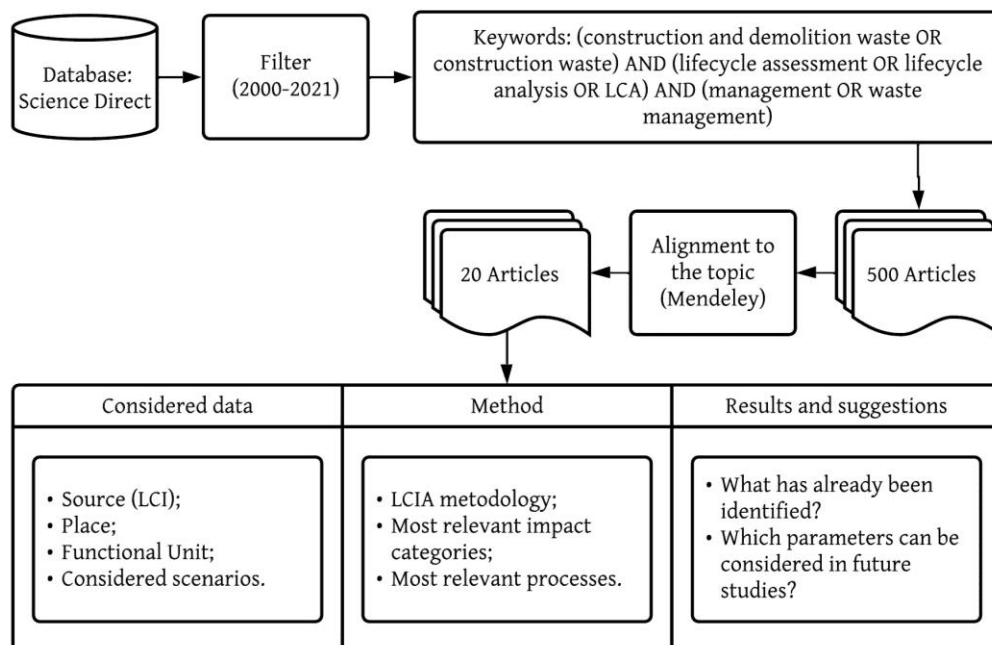 Database:
Science Direct
Filter
(2000-2021)
Keywords: (construction and demolition waste OR
construction waste) AND (lifecycle assessment OR lifecycle
analysis OR LCA) AND (management OR waste
management)
20 Articles
Alignment to
the topic
(Mendeley)
500 Articles
Considered data
• Source (LCI);
• Place;
• Functional Unit;
• Considered scenarios.
Method
• LCIA metodology;
• Most relevant impact
categories;
• Most relevant processes.
Results and suggestions
• What has already been
identified?
• Which parameters can be
considered in future
studies?